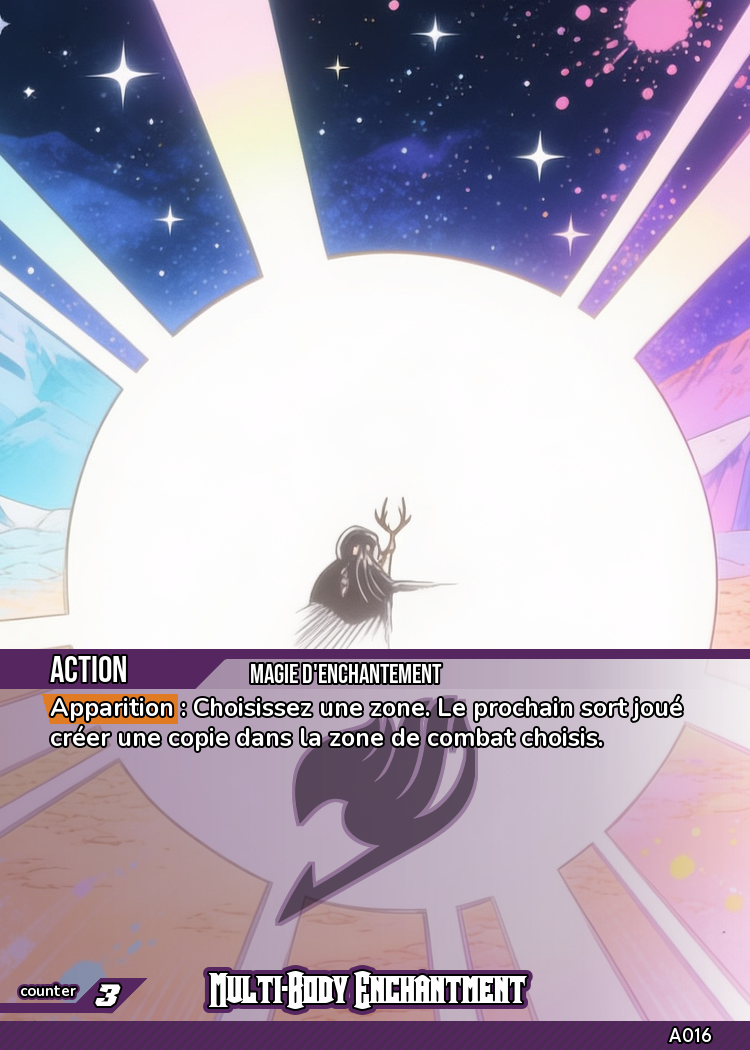 ACTION
MAGIE D'ENCHANTEMENT
Apparition : Choisissez une zone. Le prochain sort joué
créer une copie dans la zone de combat choisis.
counter 3
Multi-Body Enchantment
A016